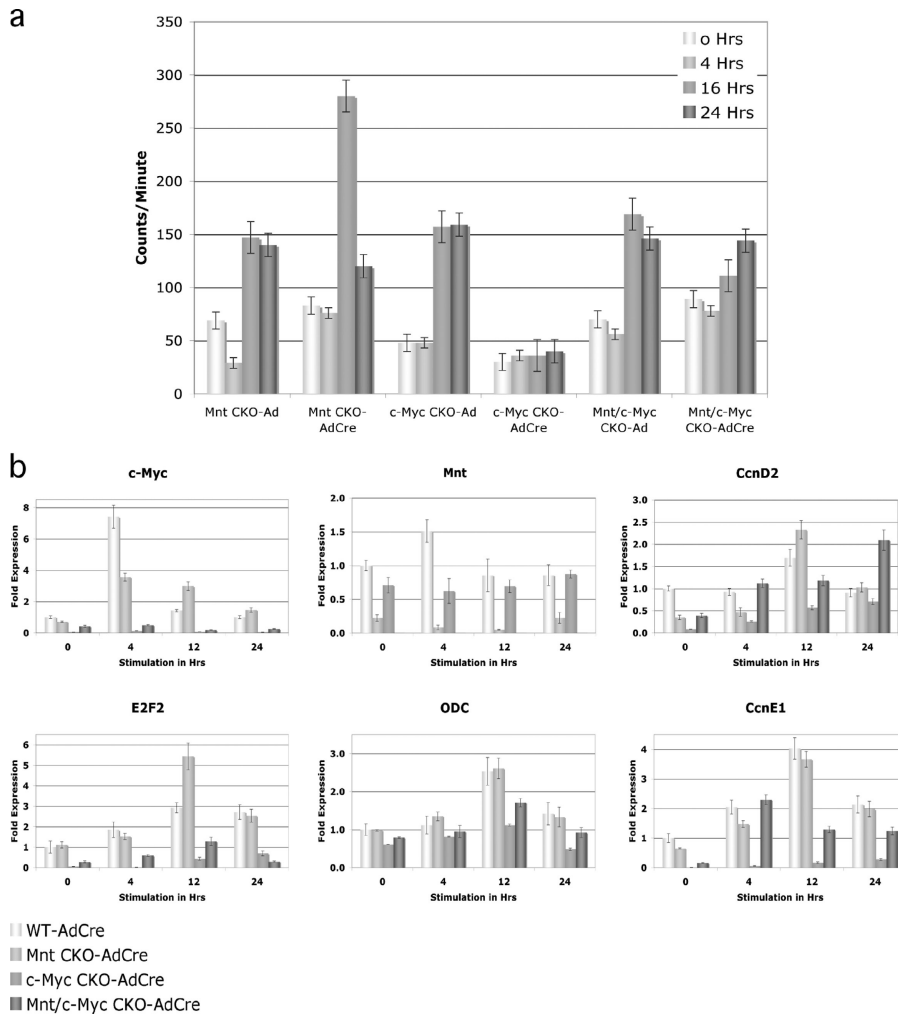 a
350
300
250
200
150
100
50
0
Counts/Minute
o Hrs
4 Hrs
16 Hrs
24 Hrs
Mnt CKO-Ad
Mnt CKO-
AdCre
c-Myc CKO-Ad
c-Myc CKO-
AdCre
Mnt/c-Myc
CKO-Ad
Mnt/c-Myc
CKO-AdCre
b
c-Myc
Fold Expression
8
6
4
2
0
0 4 12 24
Stimulation in Hrs
Mnt
Fold Expression
2.0
1.5
1.0
0.5
0.0
0 4 12 24
Stimulation in Hrs
CcnD2
Fold Expression
3.0
2.5
2.0
1.5
1.0
0.5
0.0
0 4 12 24
Stimulation in Hrs
E2F2
Fold Expression
6
5
4
3
2
1
0
0 4 12 24
Stimulation in Hrs
ODC
Fold Expression
3.0
2.0
1.0
0.0
0 4 12 24
Stimulation in Hrs
CcnE1
Fold Expression
4
3
2
1
0
0 4 12 24
Stimulation in Hrs
WT-AdCre
Mnt CKO-AdCre
c-Myc CKO-AdCre
Mnt/c-Myc CKO-AdCre